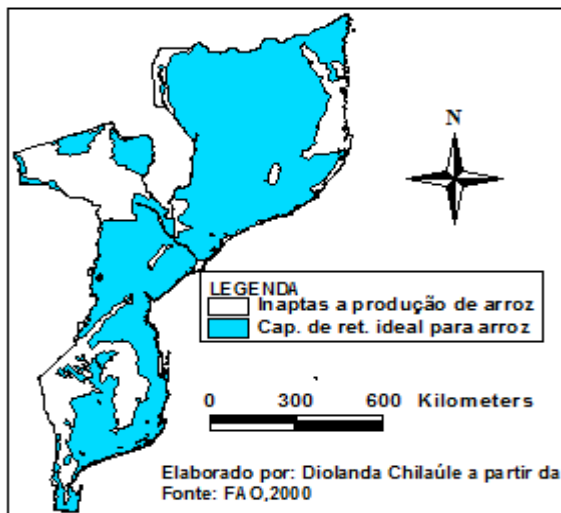 N
LEGENDA
Inaptas a produção de arroz
Cap. de ret. ideal para arroz
0 300 600 Kilometers
Elaborado por: Diolanda Chilaúle a partir da
Fonte: FAO,2000